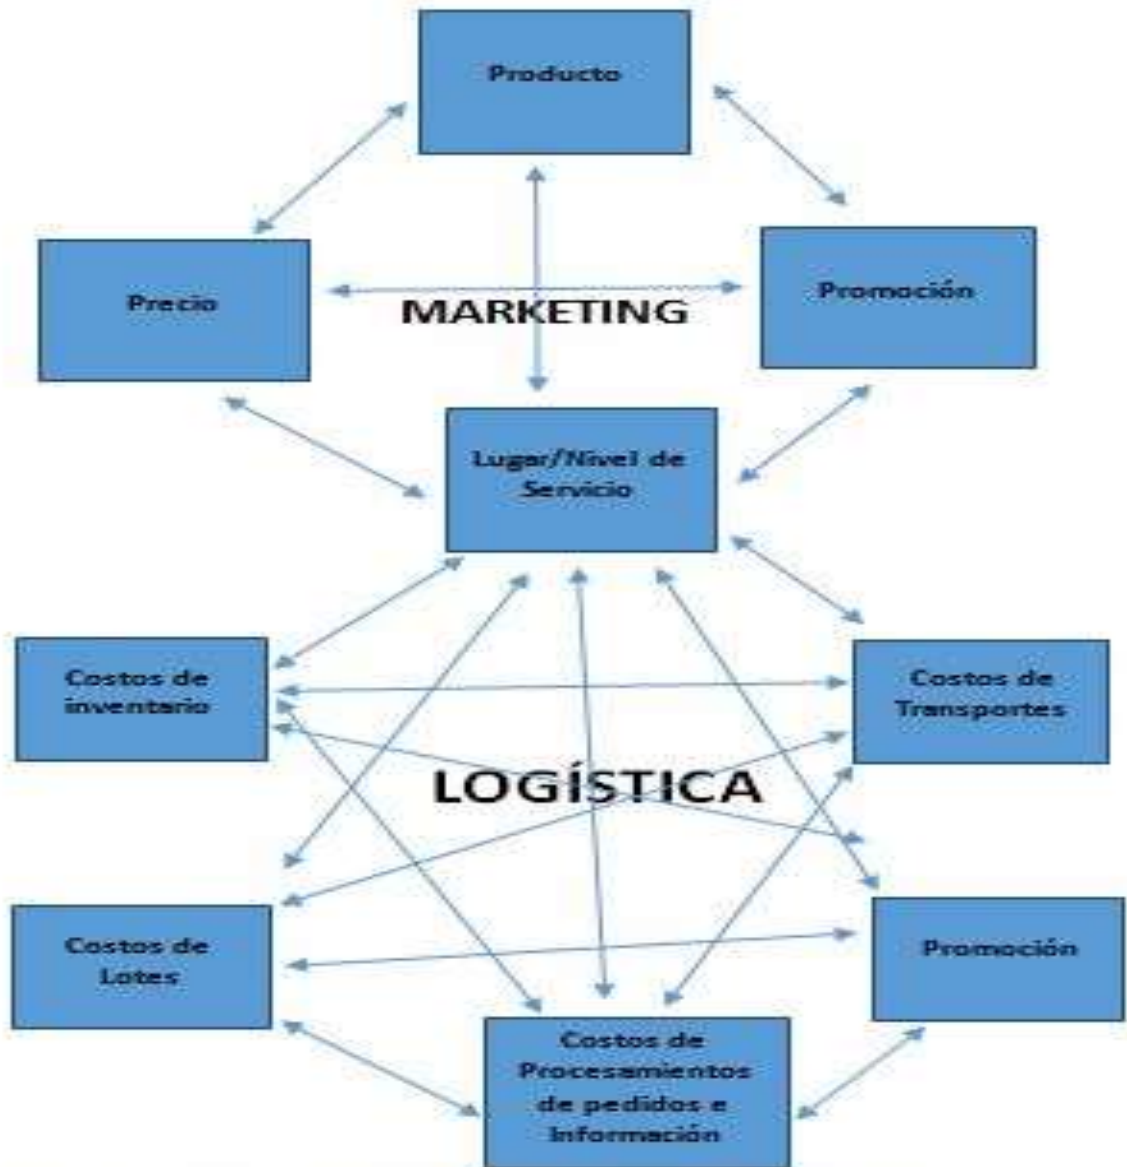 Producto
Precio
Promoción
MARKETING
Lugar/Nivel de
Servicio
Costos de
inventario
Costos de
Transportes
LOGÍSTICA
Costos de
Lotes
Promoción
Costos de
Procesamientos
de pedidos e
Información